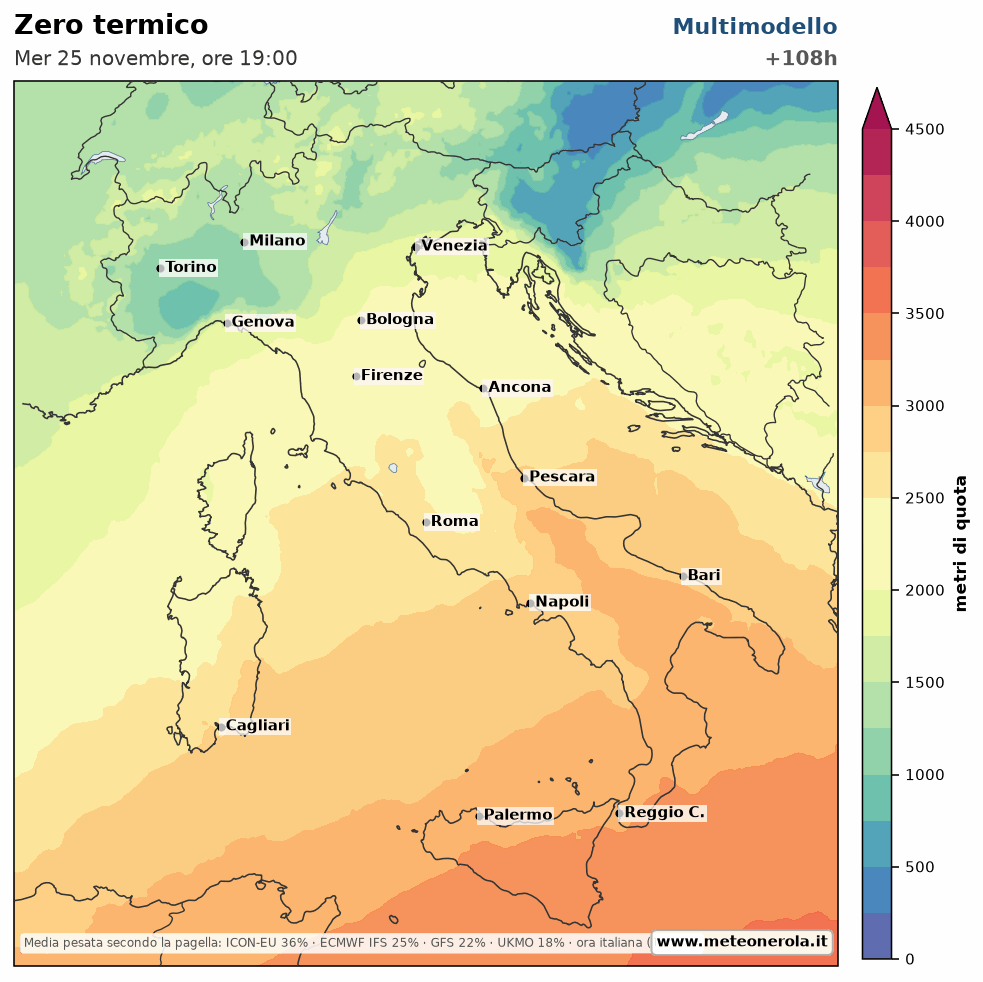 Zero termico
Multimodello
Mer 25 novembre, ore 19:00
+108h
4500
4000
3500
3000
2500
2000
1500
1000
500
0
metri di quota
Milano
Venezia
Torino
Genova
Bologna
Firenze
Ancona
Pescara
Roma
Bari
Napoli
Cagliari
Palermo
Reggio C.
Media pesata secondo la pagella: ICON-EU 36% · ECMWF IFS 25% · GFS 22% · UKMO 18% · ora italiana (
www.meteonerola.it